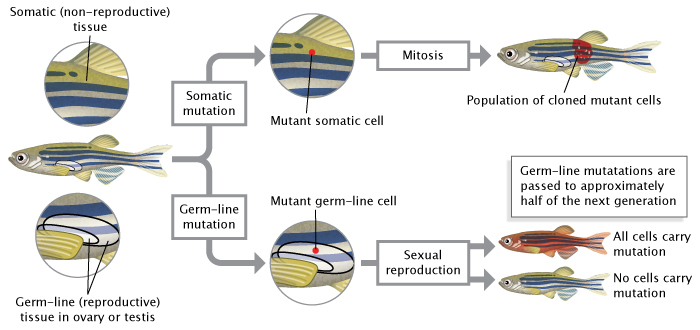 Somatic (non-reproductive)
tissue
Somatic
mutation
Mutant somatic cell
Mitosis
Population of cloned mutant cells
Germ-line
mutation
Germ-line (reproductive)
tissue in ovary or testis
Mutant germ-line cell
Sexual
reproduction
Germ-line mutatations are
passed to approximately
half of the next generation
All cells carry
mutation
No cells carry
mutation